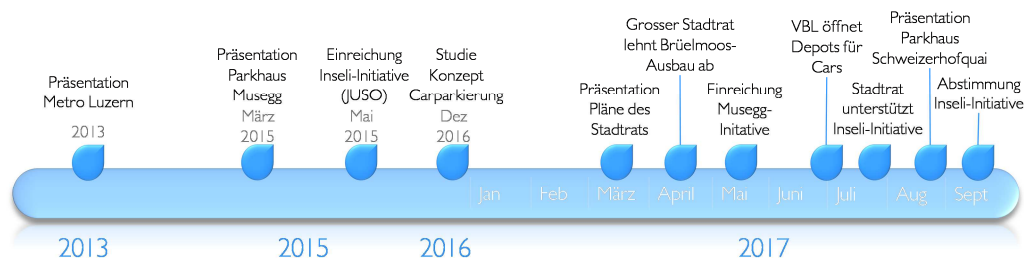 Präsentation
Metro Luzern
2013
Präsentation
Parkhaus
Musegg
März
2015
Einreichung
Inseli-Initiative
(JUSO)
Mai
2015
Studie
Konzept
Carparkierung
Dez
2016
Präsentation
Pläne des
Stadtrats
Grosser Stadtrat
lehnt Brüelmoos-
Ausbau ab
Einreichung
Musegg-
Initative
VBL öffnet
Depots für
Cars
Stadtrat
unterstützt
Inseli-Initiative
Präsentation
Parkhaus
Schweizerhofquai
Abstimmung
Inseli-Initiative
Jan
Feb
März
April
Mai
Juni
Juli
Aug
Sept
2013
2015
2016
2017